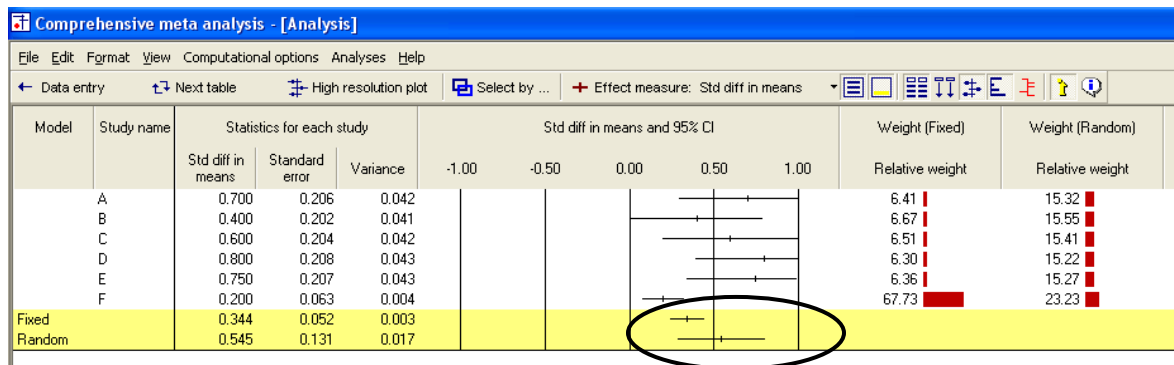 Comprehensive meta analysis - [Analysis]
File Edit Format View Computational options Analyses Help
Data entry Next table High resolution plot Select by ... Effect measure: Std diff in means
Model Study name Statistics for each study Std diff in means and 95% CI Weight (Fixed) Weight (Random)
Std diff in means Standard error Variance -1.00 -0.50 0.00 0.50 1.00 Relative weight Relative weight
A 0.700 0.206 0.042 6.41 15.32
B 0.400 0.202 0.041 6.67 15.55
C 0.600 0.204 0.042 6.51 15.41
D 0.800 0.208 0.043 6.30 15.22
E 0.750 0.207 0.043 6.36 15.27
F 0.200 0.063 0.004 67.73 23.23
Fixed 0.344 0.052 0.003
Random 0.545 0.131 0.017